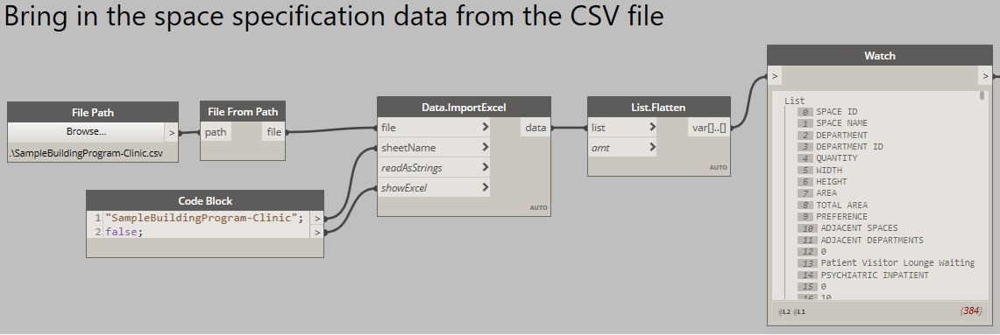 Bring in the space specification data from the CSV file
File Path
Browse... >
.\SampleBuildingProgram-Clinic.csv
File From Path
path file
Data.ImportExcel
file > data
sheetName >
readAsStrings >
showExcel >
AUTO
List.Flatten
list > var[]..[]
amt >
AUTO
Code Block
1 "SampleBuildingProgram-Clinic"; >
2 false; >
Watch
> >
List
0 SPACE ID
1 SPACE NAME
2 DEPARTMENT
3 DEPARTMENT ID
4 QUANTITY
5 WIDTH
6 HEIGHT
7 AREA
8 TOTAL AREA
9 PREFERENCE
10 ADJACENT SPACES
11 ADJACENT DEPARTMENTS
12 0
13 Patient Visitor Lounge Waiting
14 PSYCHIATRIC INPATIENT
15 0
16 10
@L2 @L1 {384}